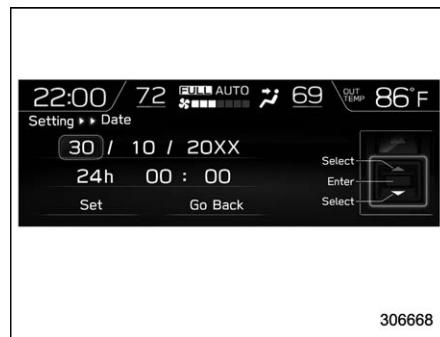 22:00 72 FULL AUTO 69 OUT TEMP 86°F
Setting ▸▸ Date
30 / 10 / 20XX
24h 00 : 00
Set Go Back
Select
Enter
Select
306668